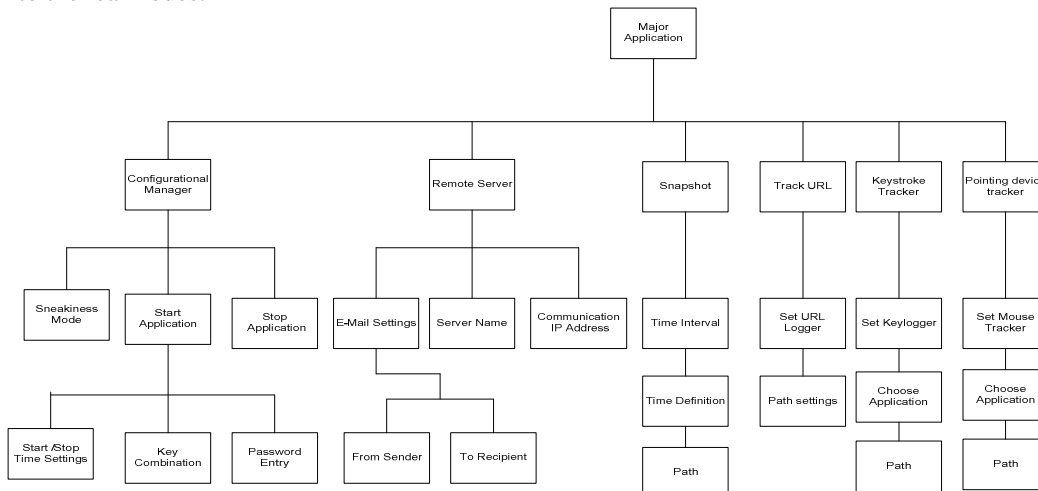 Major
Application
Configurational
Manager
Remote Server
Snapshot
Track URL
Keystroke
Tracker
Pointing devic
tracker
Sneakiness
Mode
Start
Application
Stop
Application
E-Mail Settings
Server Name
Communication
IP Address
Time Interval
Set URL
Logger
Set Keylogger
Set Mouse
Tracker
Time Definition
Path settings
Choose
Application
Choose
Application
Start /Stop
Time Settings
Key
Combination
Password
Entry
From Sender
To Recipient
Path
Path
Path